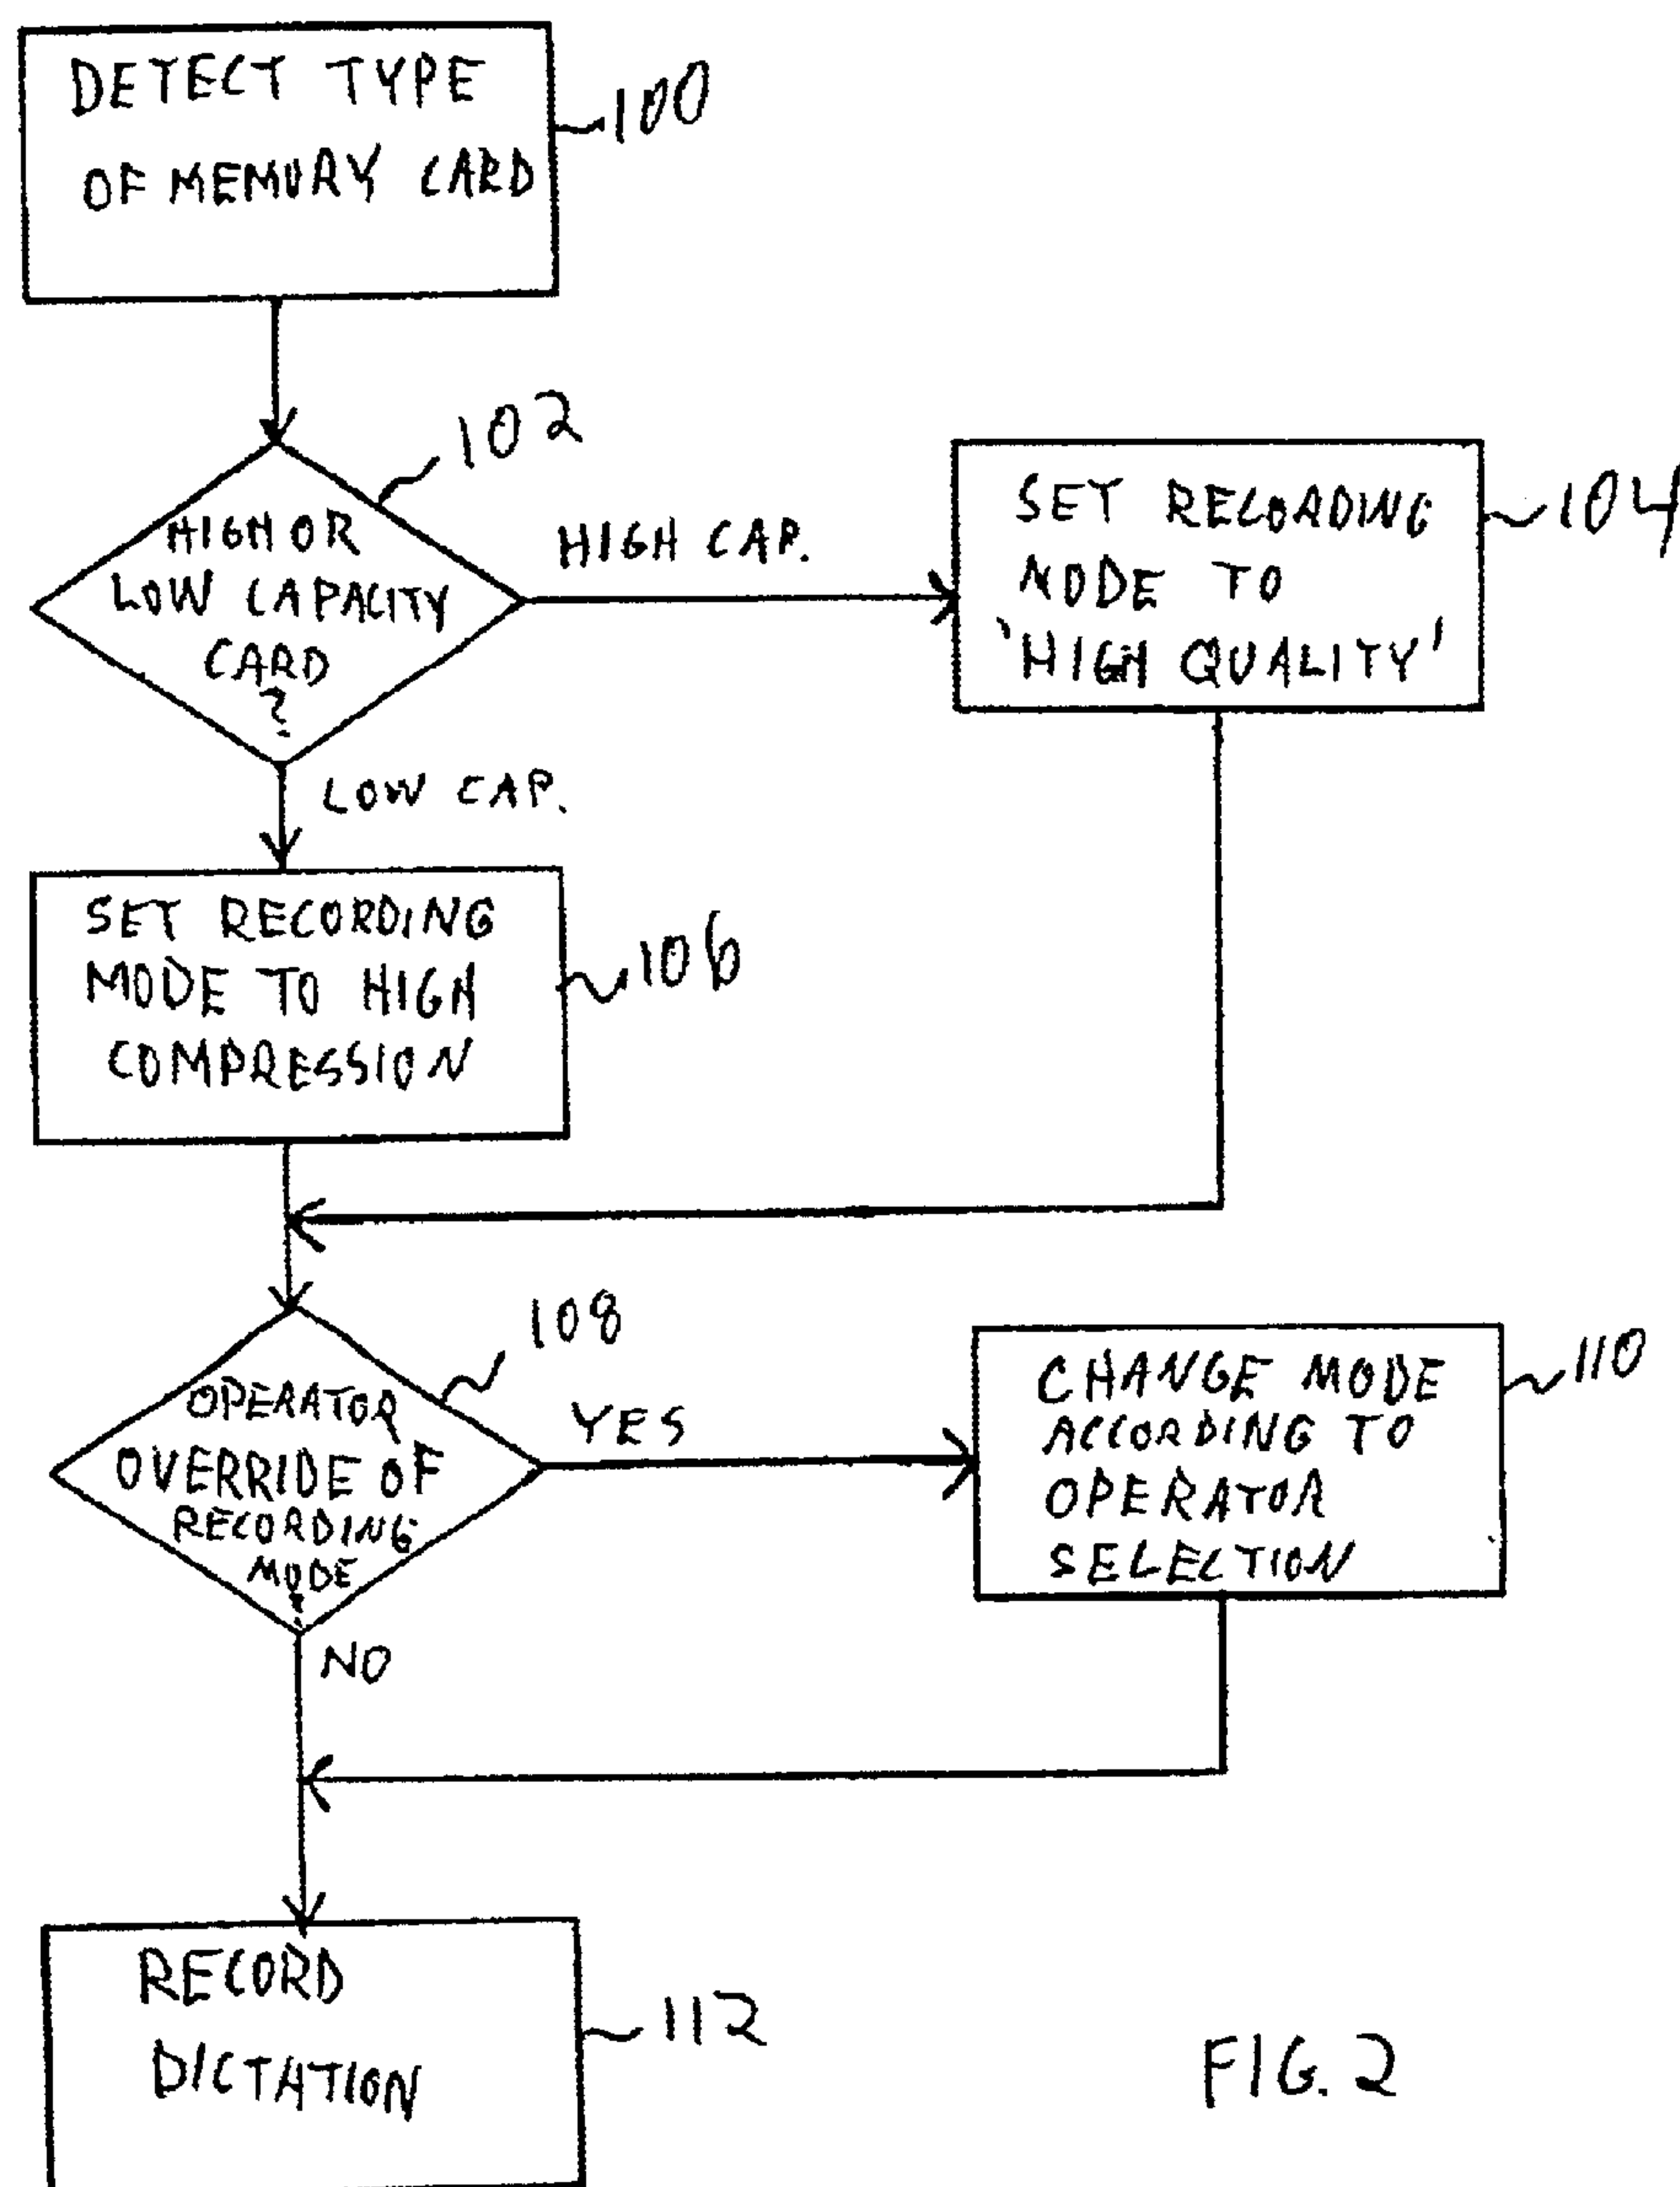 DETECT TYPE
OF MEMORY CARD
100
102
HIGH OR
LOW CAPACITY
CARD
?
HIGH CAP.
SET RECORDING
MODE TO
'HIGH QUALITY'
104
LOW CAP.
SET RECORDING
MODE TO HIGH
COMPRESSION
106
108
OPERATOR
OVERRIDE OF
RECORDING
MODE
?
YES
CHANGE MODE
ACCORDING TO
OPERATOR
SELECTION
110
NO
RECORD
DICTATION
112
FIG. 2